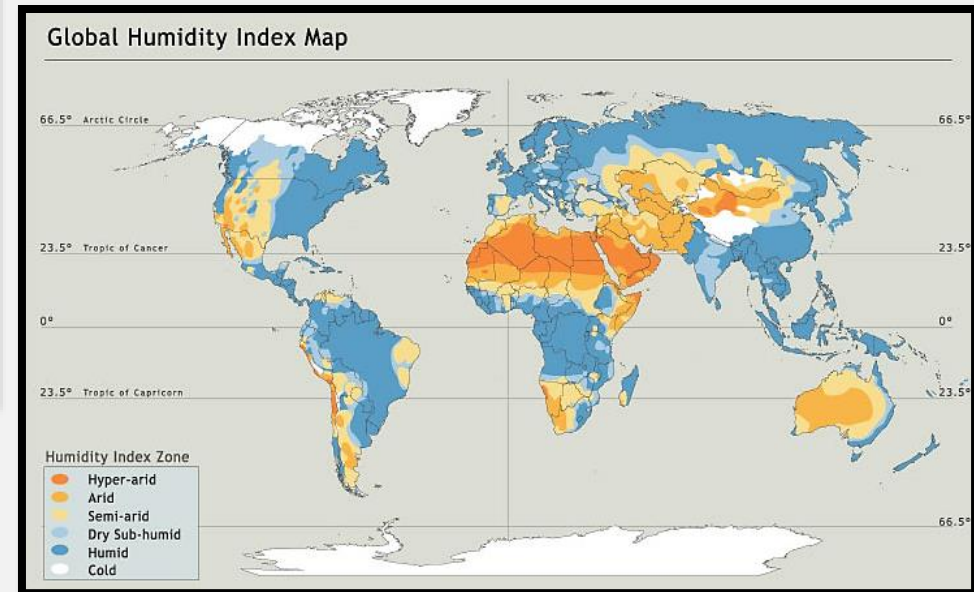 Global Humidity Index Map
66.5° Arctic Circle 66.5°
23.5° Tropic of Cancer 23.5°
0° 0°
23.5° Tropic of Capricorn 23.5°
Humidity Index Zone
Hyper-arid
Arid
Semi-arid
66.5°
Dry Sub-humid
Humid
Cold